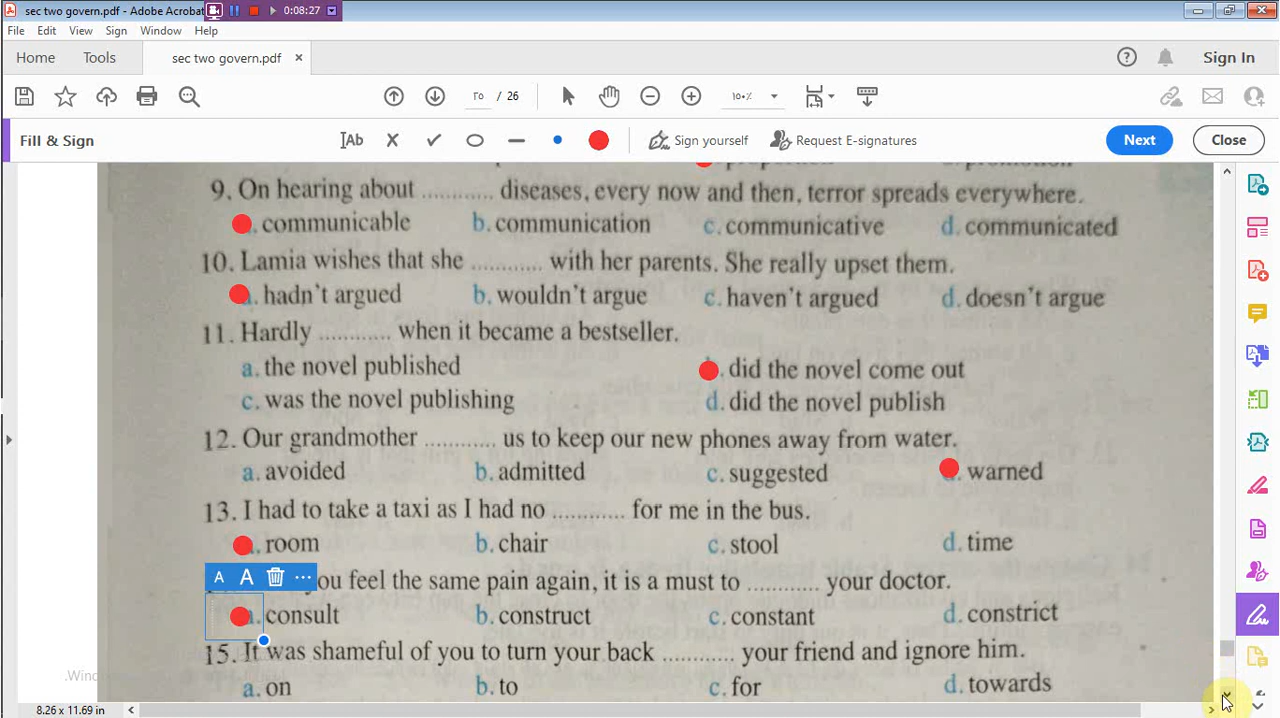 sec two govern.pdf - Adobe Acrobat
0:08:27
File Edit View Sign Window Help
Home Tools sec two govern.pdf × Sign In
٢٥ / 26 ١٥٠٪
Fill & Sign Ab Sign yourself Request E-signatures Next Close
9. On hearing about ............ diseases, every now and then, terror spreads everywhere.
. communicable b. communication c. communicative d. communicated
10. Lamia wishes that she ............ with her parents. She really upset them.
. hadn't argued b. wouldn't argue c. haven't argued d. doesn't argue
11. Hardly ............ when it became a bestseller.
a. the novel published did the novel come out
c. was the novel publishing d. did the novel publish
12. Our grandmother ............ us to keep our new phones away from water.
a. avoided b. admitted c. suggested warned
13. I had to take a taxi as I had no ............ for me in the bus.
. room b. chair c. stool d. time
A A ...
ou feel the same pain again, it is a must to ............ your doctor.
. consult b. construct c. constant d. constrict
15. It was shameful of you to turn your back ............ your friend and ignore him.
a. on b. to c. for d. towards
.Windo
8.26 x 11.69 in